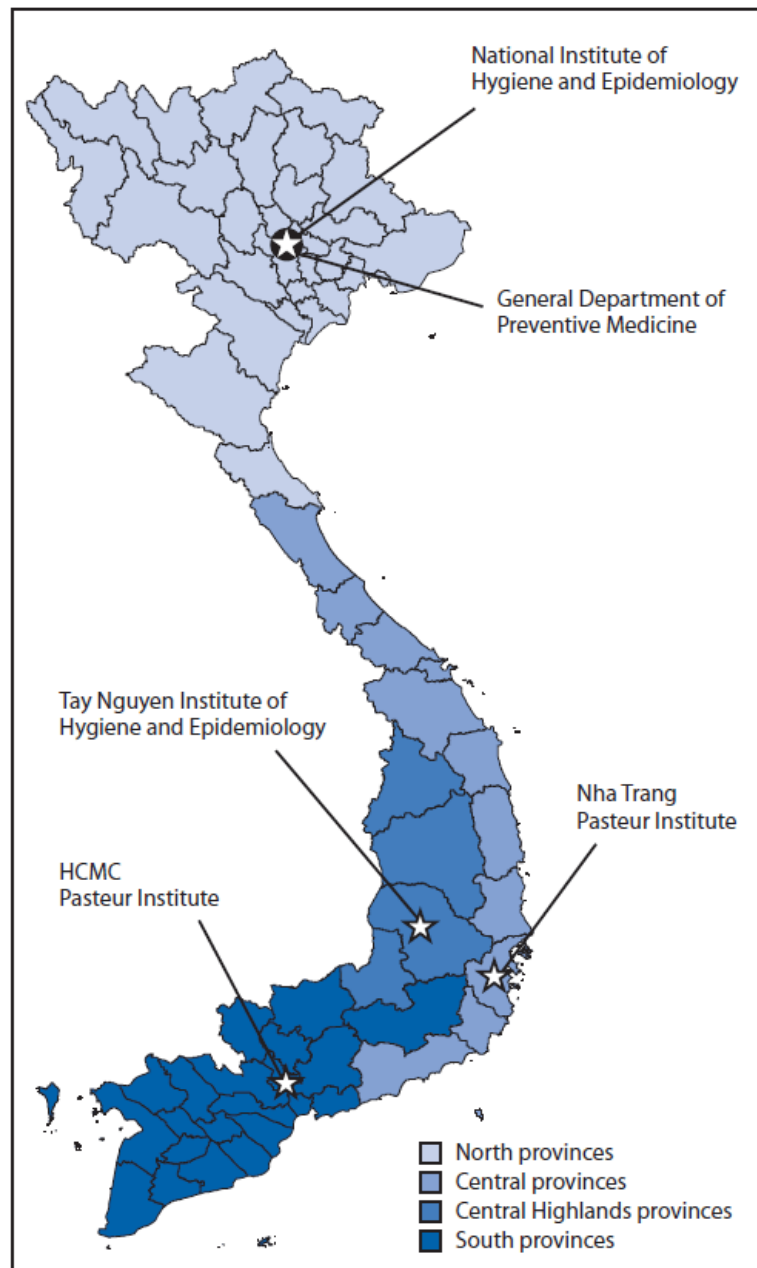 National Institute of
Hygiene and Epidemiology
General Department of
Preventive Medicine
Tay Nguyen Institute of
Hygiene and Epidemiology
Nha Trang
Pasteur Institute
HCMC
Pasteur Institute
North provinces
Central provinces
Central Highlands provinces
South provinces